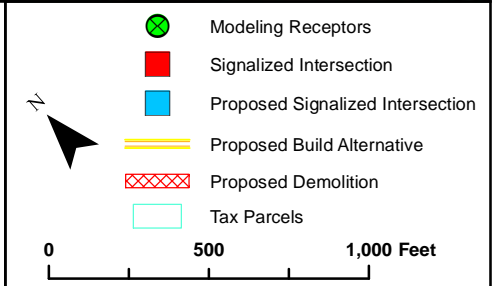 Modeling Receptors
Signalized Intersection
Proposed Signalized Intersection
N
Proposed Build Alternative
Proposed Demolition
Tax Parcels
0 500 1,000 Feet